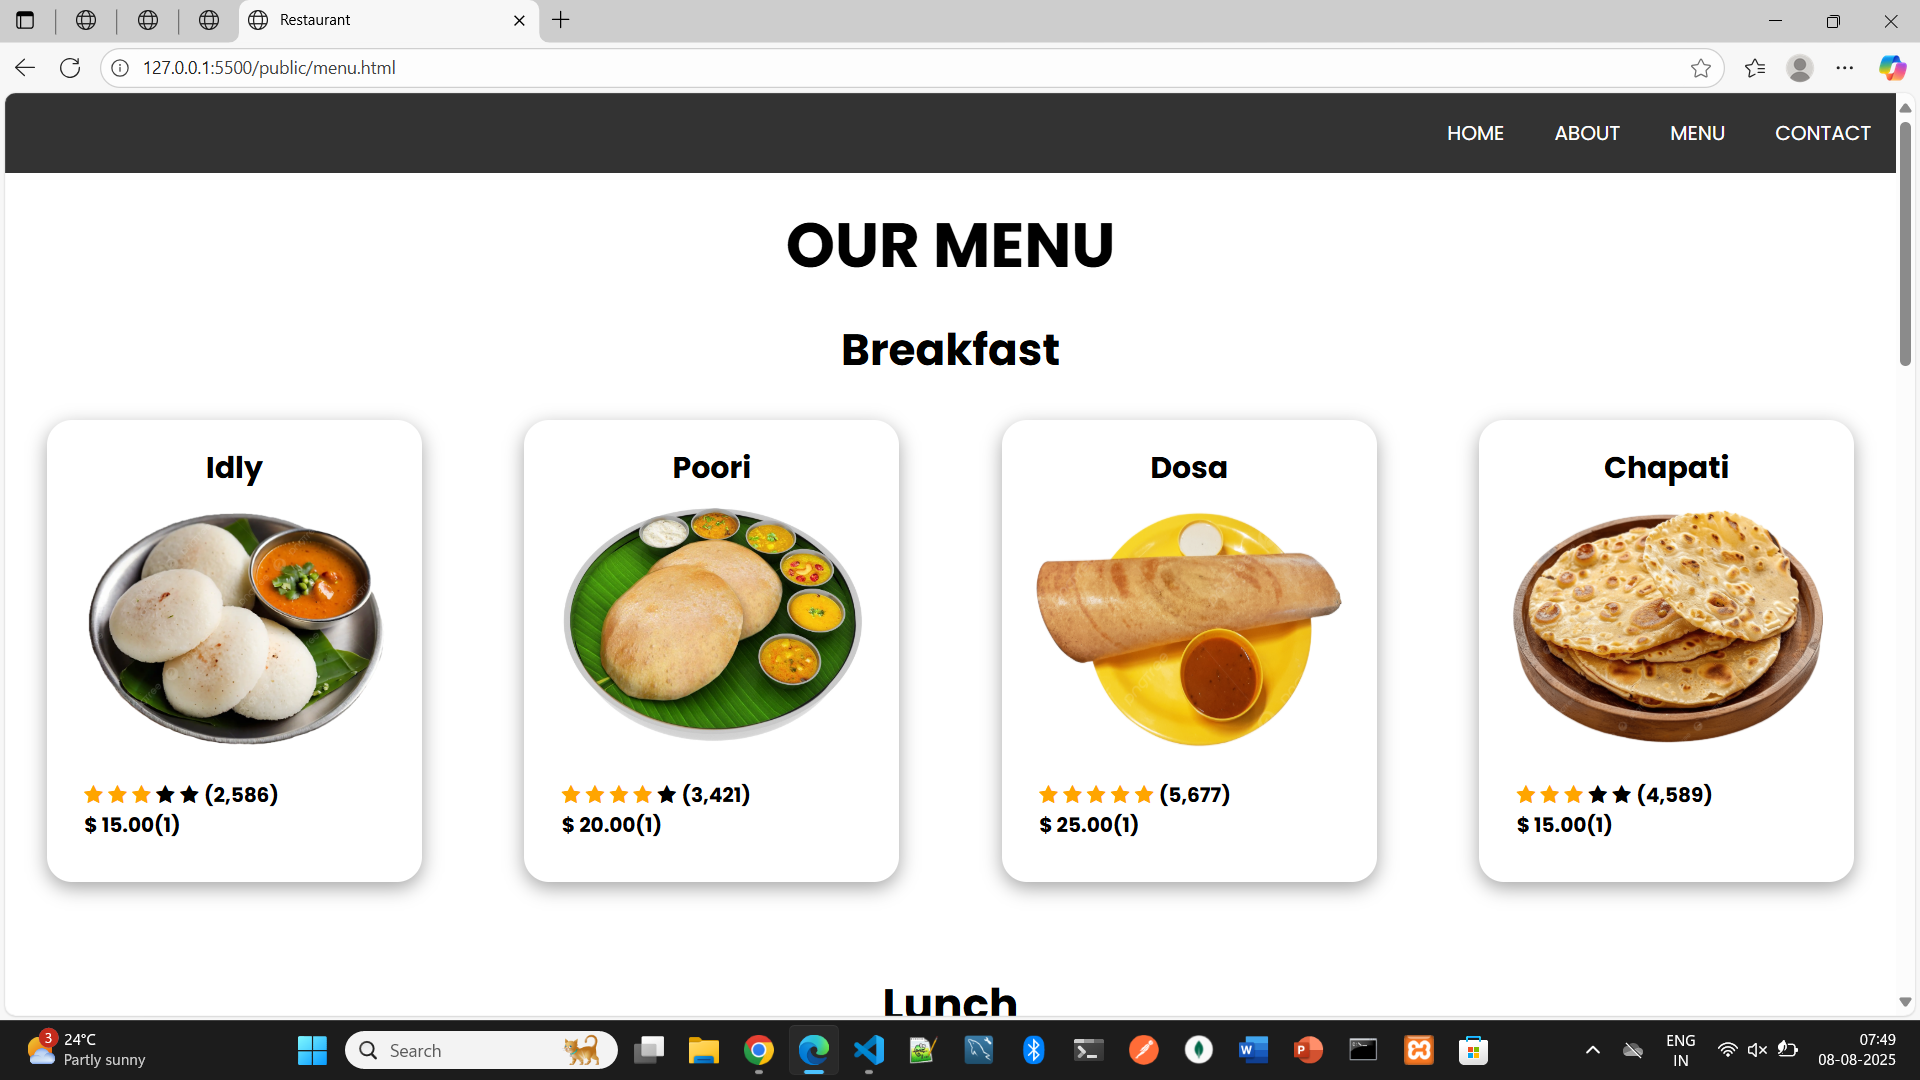 Restaurant
127.0.0.1:5500/public/menu.html
HOME ABOUT MENU CONTACT
OUR MENU
Breakfast
Idly
Poori
Dosa
Chapati
(2,586)
$ 15.00(1)
(3,421)
$ 20.00(1)
(5,677)
$ 25.00(1)
(4,589)
$ 15.00(1)
Lunch
3
24°C
Partly sunny
Search
ENG
IN
07:49
08-08-2025